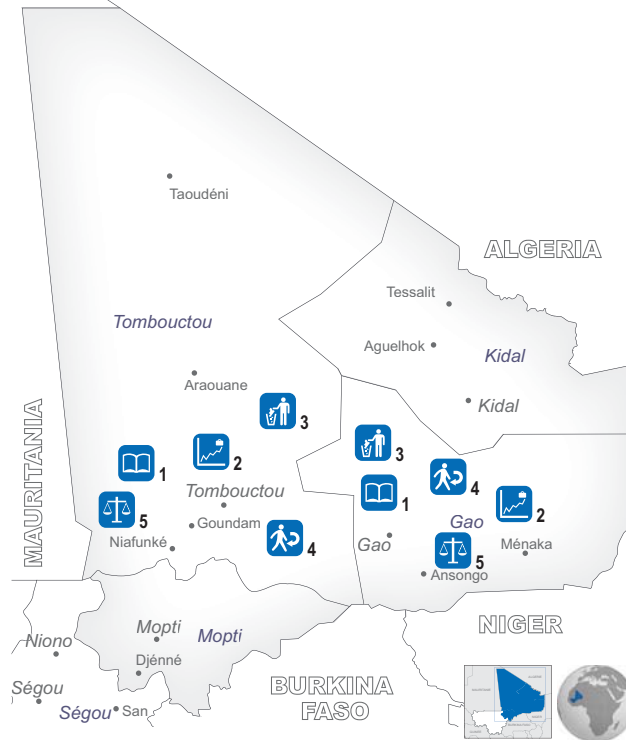 Taoudéni
ALGERIA
Tessalit
Tombouctou
Aguelhok
Kidal
Araouane
Kidal
3
MAURITANIA
3
2
1
4
1
Tombouctou
2
5
Gao
Goundam
Gao
Niafunké
4
Ménaka
5
Ansongo
NIGER
Mopti
Mopti
Niono
Djénné
BURKINA
FASO
Ségou
Ségou
San